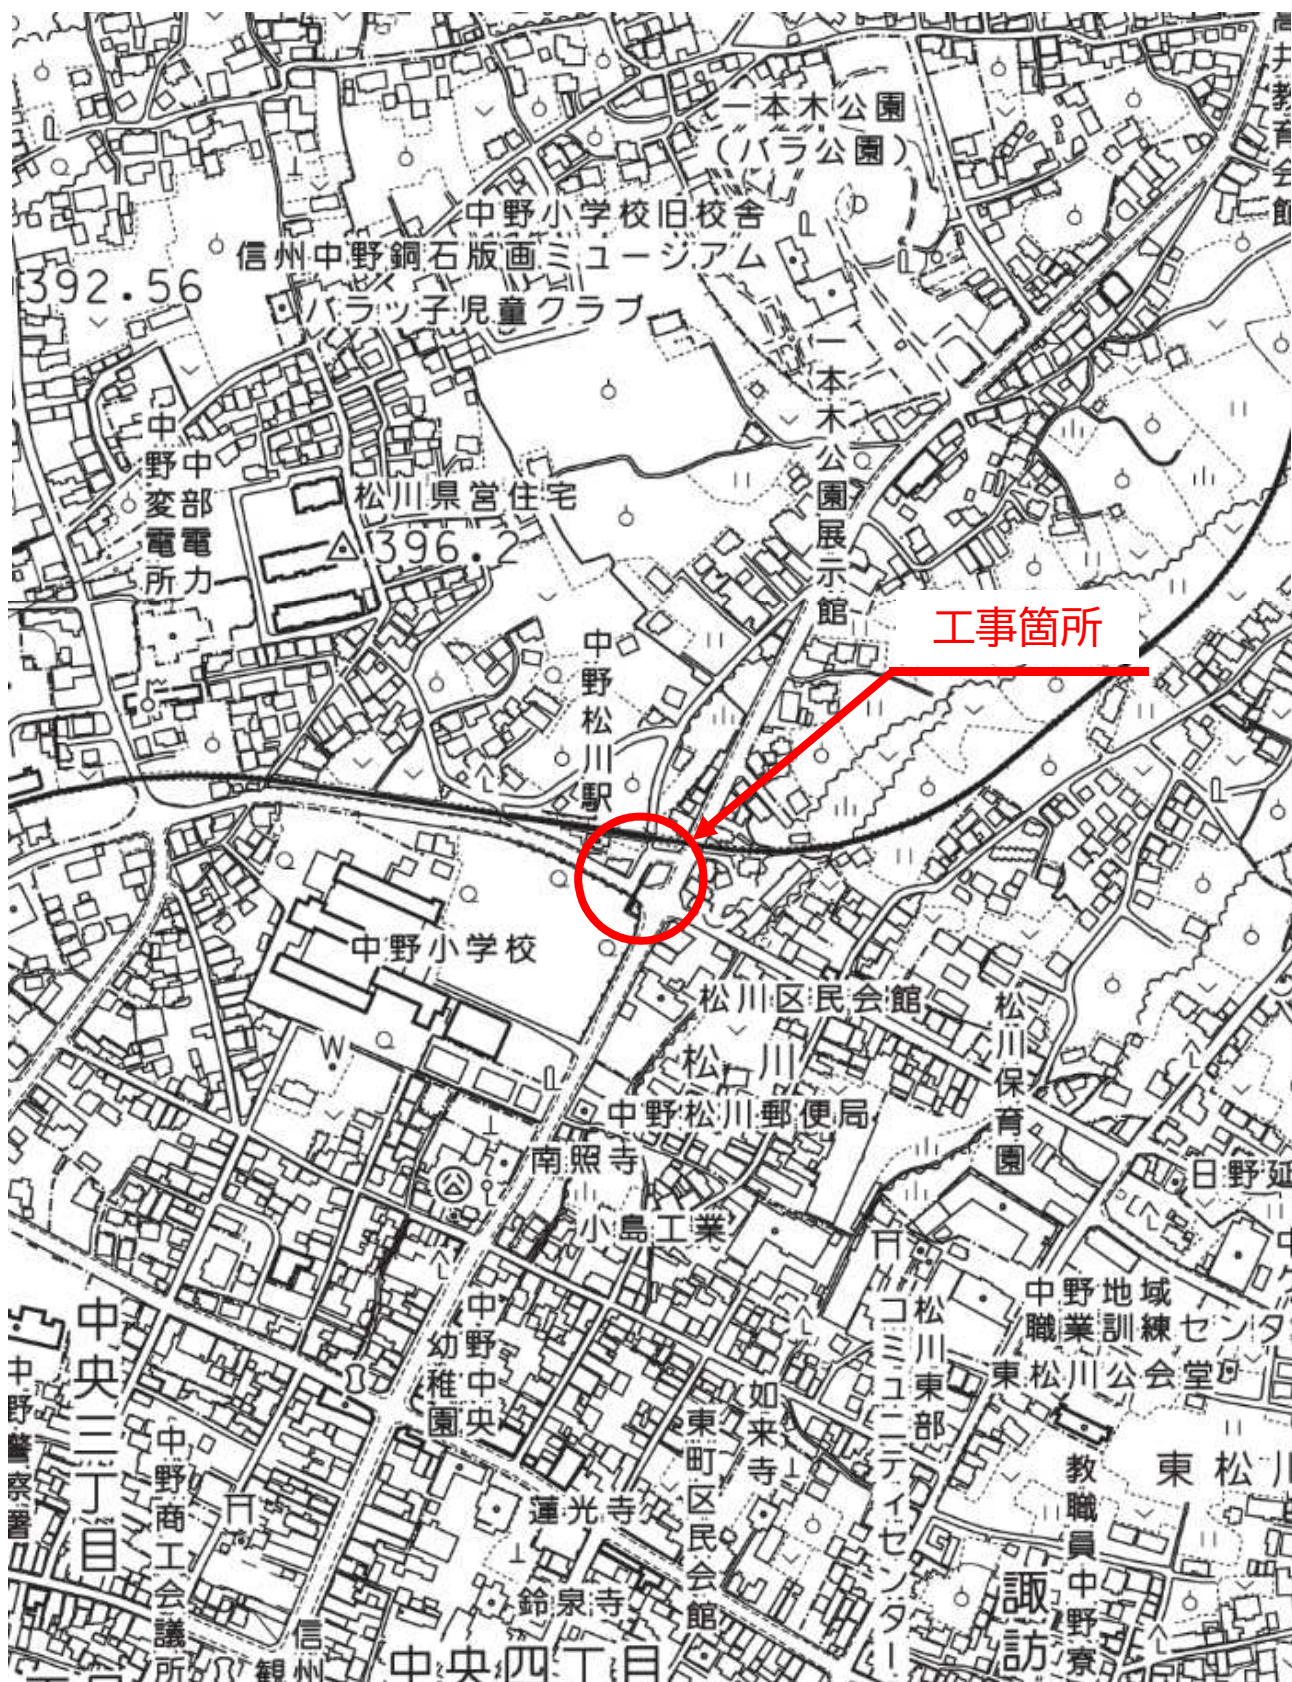 一本木公園
（バラ公園）
高井教育会館
中野小学校旧校舎
信州中野銅石版画ミュージアム
392.56
バラッ子児童クラブ
一本木公園展示館
中部電力
中野変電所
松川県営住宅
396.2
工事箇所
中野松川駅
中野小学校
松川区民会館
松川保育園
松川
W
中野松川郵便局
南照寺
日野延
小島工業
中野地域
職業訓練センタ
東松川公会堂
松川東部
コミュニティセンター
中央三丁目
中野中央
幼稚園
如来寺
東町区民会館
中野警察署
中野商工会議所
東松川
教職員中野寮
蓮光寺
鈴泉寺
諏訪
信州
観
中央四丁目